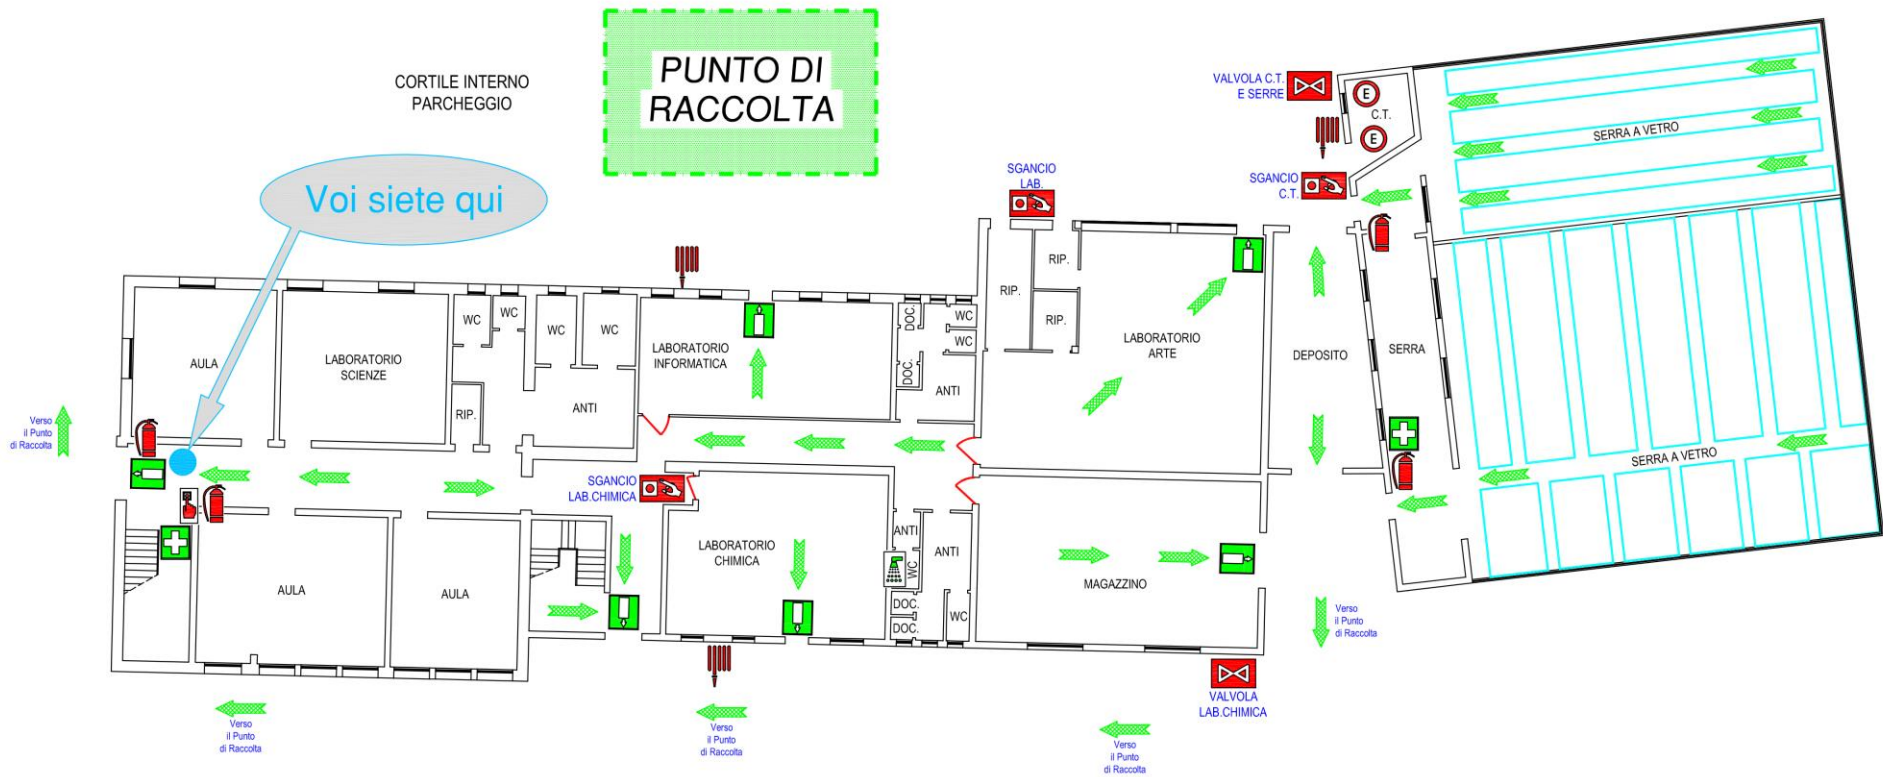 CORTILE INTERNO
PARCHEGGIO
PUNTO DI
RACCOLTA
Voi siete qui
VALVOLA C.T.
E SERRE
E
C.T.
E
SERRA A VETRO
SGANCIO
LAB.
SGANCIO
C.T.
AULA
LABORATORIO
SCIENZE
WC
WC
WC
WC
RIP.
ANTI
LABORATORIO
INFORMATICA
DOC.
DOC.
WC
WC
ANTI
RIP.
RIP.
RIP.
LABORATORIO
ARTE
DEPOSITO
SERRA
SERRA A VETRO
Verso
il Punto
di Raccolta
SGANCIO
LAB.CHIMICA
AULA
AULA
LABORATORIO
CHIMICA
ANTI
WC
ANTI
DOC.
DOC.
WC
MAGAZZINO
Verso
il Punto
di Raccolta
VALVOLA
LAB.CHIMICA
Verso
il Punto
di Raccolta
Verso
il Punto
di Raccolta
Verso
il Punto
di Raccolta